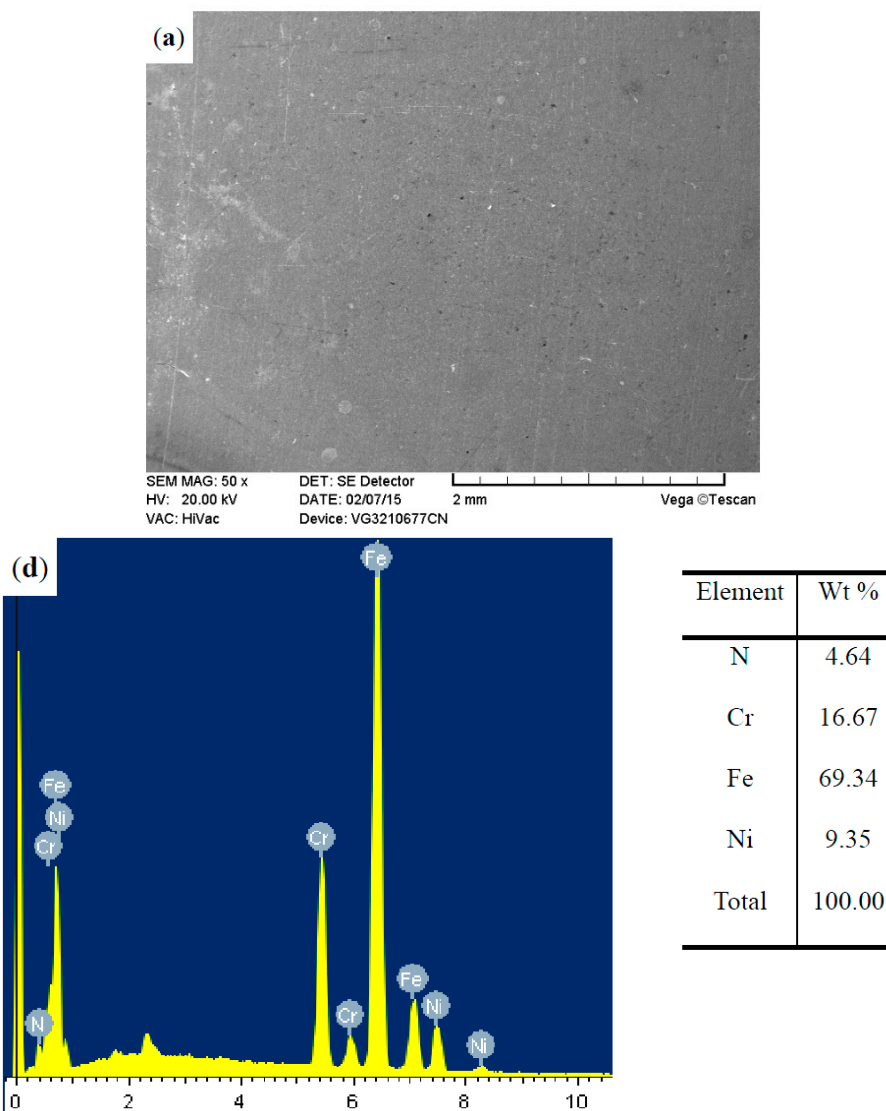 (a)
SEM MAG: 50 x DET: SE Detector
HV: 20.00 kV DATE: 02/07/15 2 mm Vega ©Tescan
VAC: HiVac Device: VG3210677CN
(d)
Fe
Fe
Ni
Cr
Cr
N
Cr
Fe
Ni
Ni
0 2 4 6 8 10
Element Wt %
N 4.64
Cr 16.67
Fe 69.34
Ni 9.35
Total 100.00